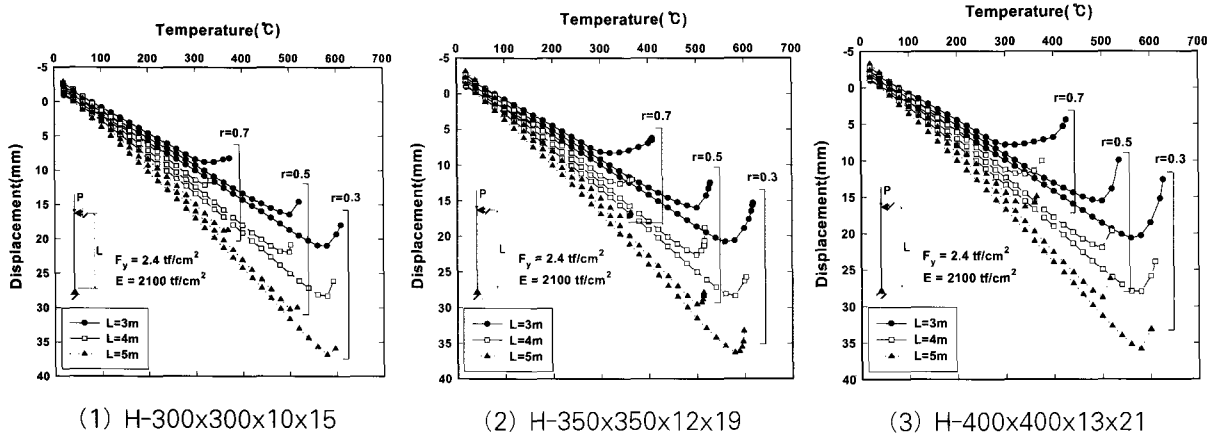 Temperature(℃)
0 100 200 300 400 500 600 700
-5
0
5
10
15
20
25
30
35
40
Displacement(mm)
r=0.7
r=0.5
r=0.3
P
L
Fy = 2.4 tf/cm²
E = 2100 tf/cm²
L=3m
L=4m
L=5m
(1) H-300x300x10x15
Temperature(℃)
0 100 200 300 400 500 600 700
-5
0
5
10
15
20
25
30
35
40
Displacement(mm)
r=0.7
r=0.5
r=0.3
P
L
Fy = 2.4 tf/cm²
E = 2100 tf/cm²
L=3m
L=4m
L=5m
(2) H-350x350x12x19
Temperature(℃)
0 100 200 300 400 500 600 700
-5
0
5
10
15
20
25
30
35
40
Displacement(mm)
r=0.7
r=0.5
r=0.3
P
L
Fy = 2.4 tf/cm²
E = 2100 tf/cm²
L=3m
L=4m
L=5m
(3) H-400x400x13x21